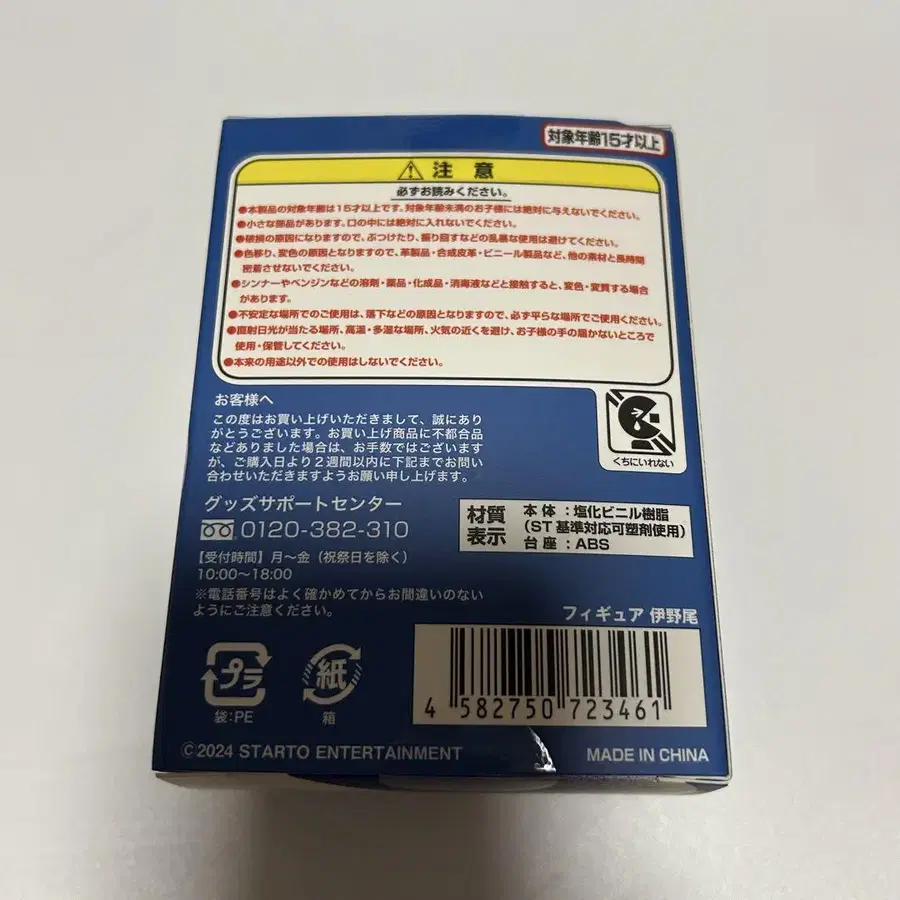 対象年齢15才以上
注意
必ずお読みください。
●本製品の対象年齢は15才以上です。対象年齢未満のお子様には絶対に与えないでください。
●小さな部品があります。口の中には絶対に入れないでください。
●破損の原因になりますので、ぶつけたり、振り回すなどの乱暴な使用は避けてください。
●色移り、変色の原因となりますので、革製品・合成皮革・ビニール製品など、他の素材と長時間
密着させないでください。
●シンナーやベンジンなどの溶剤・薬品・化成品・消毒液などと接触すると、変色・変質する場合
があります。
●不安定な場所でのご使用は、落下などの原因となりますので、必ず平らな場所でご使用ください。
●直射日光が当たる場所、高温・多湿な場所、火気の近くを避け、お子様の手の届かないところで
使用・保管してください。
●本来の用途以外での使用はしないでください。
お客様へ
この度はお買い上げいただきまして、誠にあり
がとうございます。お買い上げ商品に不都合品
などありました場合は、お手数ではございます
が、ご購入日より2週間以内に下記までお問い
合わせいただきますようお願い申し上げます。
くちにいれない
グッズサポートセンター
0120-382-310
【受付時間】月〜金(祝祭日を除く)
10:00〜18:00
※電話番号はよく確かめてからお間違いのない
ようにご注意ください。
材質
表示
本体:塩化ビニル樹脂
(ST基準対応可塑剤使用)
台座:ABS
フィギュア 伊野尾
プラ
袋:PE
紙
箱
4 582750 723461
©2024 STARTO ENTERTAINMENT
MADE IN CHINA